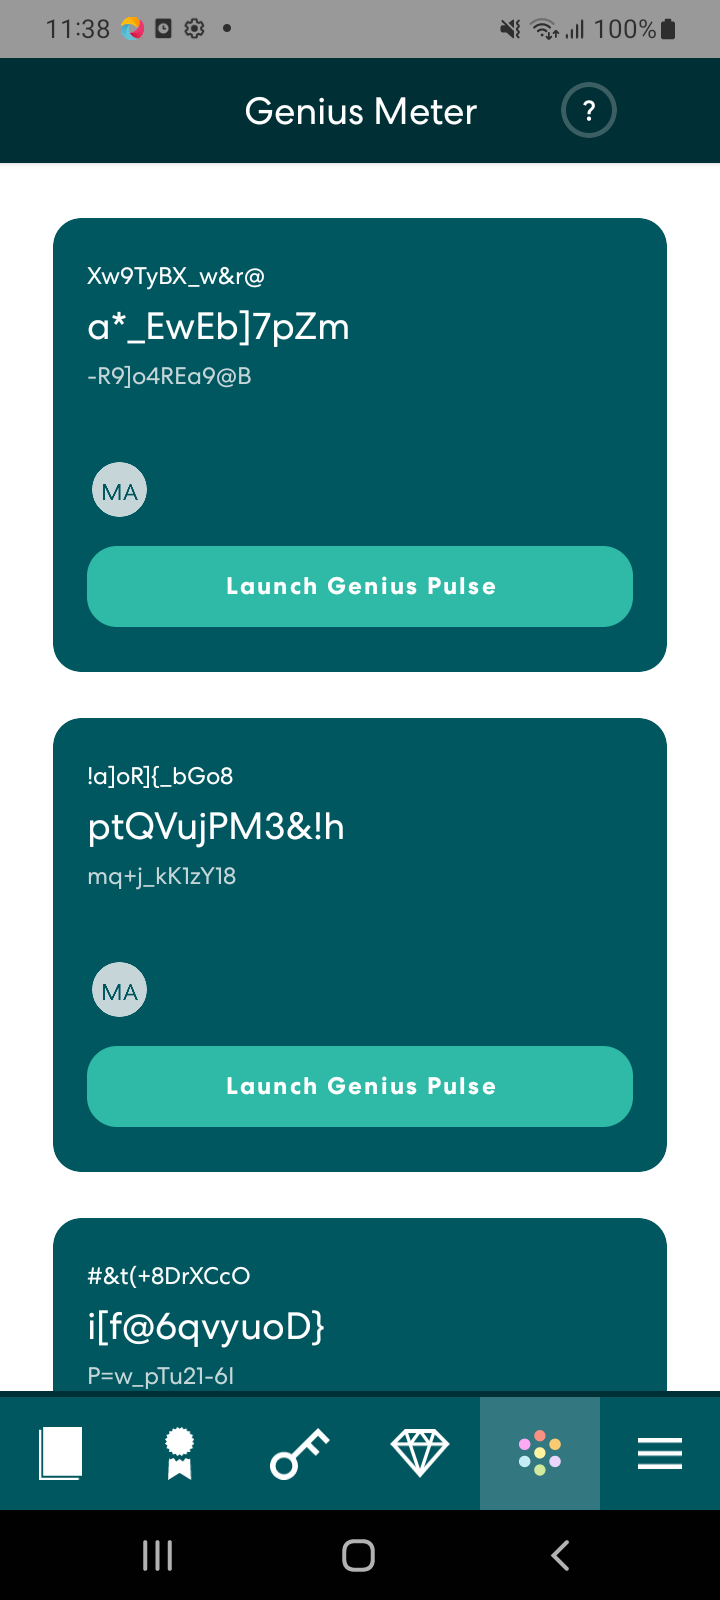 11:38
100%
Genius Meter
?
Xw9TyBX_w&r@
a*_EwEb]7pZm
-R9]o4REa9@B
MA
Launch Genius Pulse
!a]oR]{_bGo8
ptQVujPM3&!h
mq+j_kK1zY18
MA
Launch Genius Pulse
#&t(+8DrXCcO
i[f@6qvyuoD}
P=w_pTu21-6I